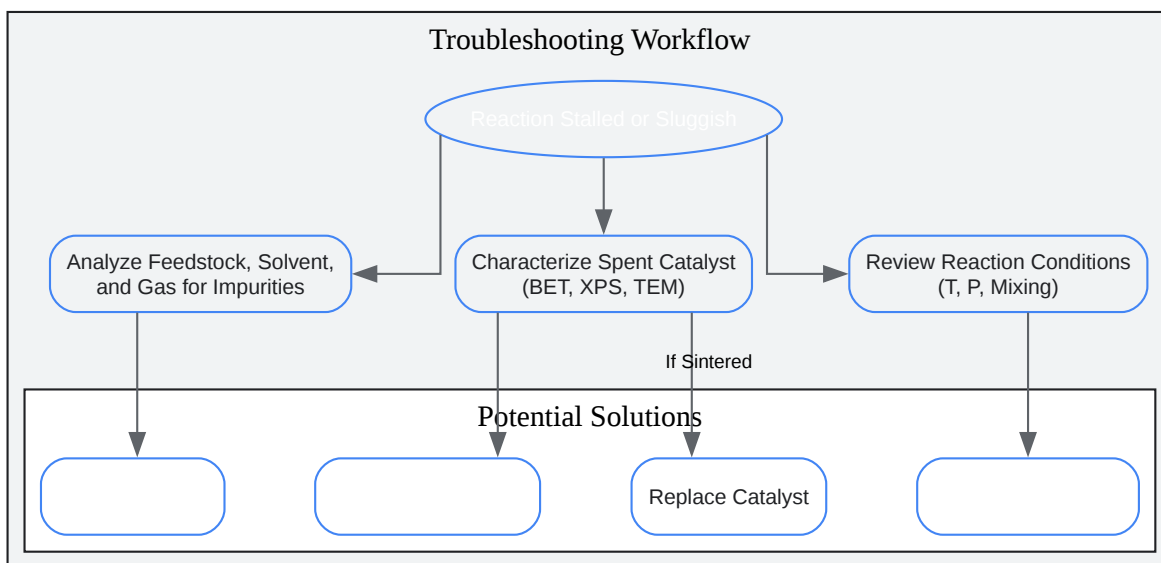 Troubleshooting Workflow
Reaction Stalled or Sluggish
Analyze Feedstock, Solvent,
and Gas for Impurities
Characterize Spent Catalyst
(BET, XPS, TEM)
Review Reaction Conditions
(T, P, Mixing)
If Sintered
Potential Solutions
Replace Catalyst